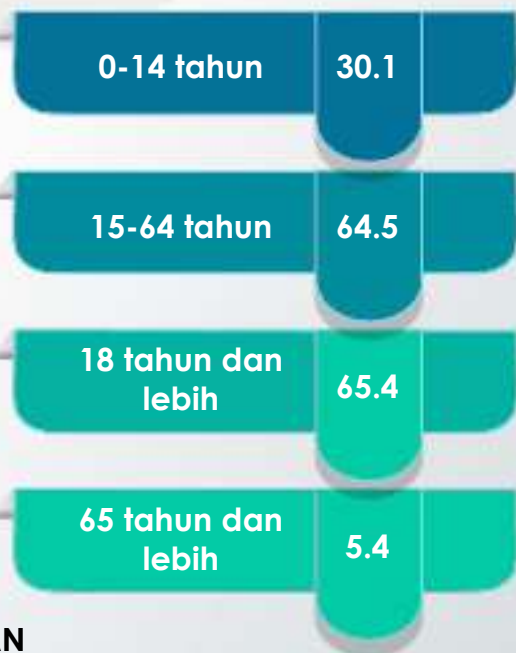 0-14 tahun 30.1
15-64 tahun 64.5
18 tahun dan
lebih
65.4
65 tahun dan
lebih
5.4
AN